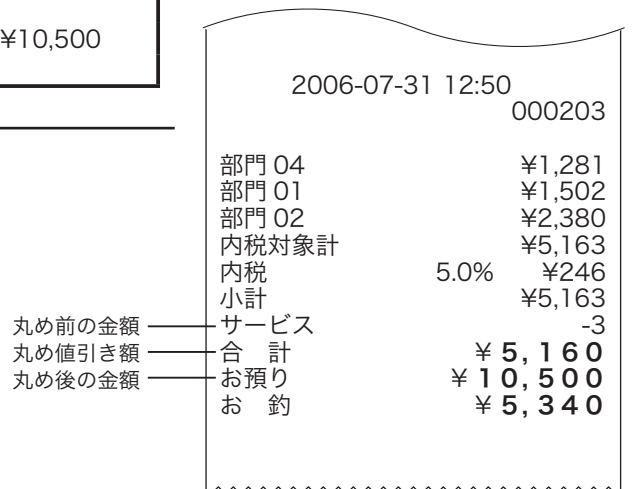 ¥10,500
2006-07-31 12:50
000203
部門 04 ¥1,281
部門 01 ¥1,502
部門 02 ¥2,380
内税対象計 ¥5,163
内税 5.0% ¥246
小計 ¥5,163
丸め前の金額 サービス -3
丸め値引き額 合 計 ¥5,160
丸め後の金額 お預り ¥10,500
お 釣 ¥5,340